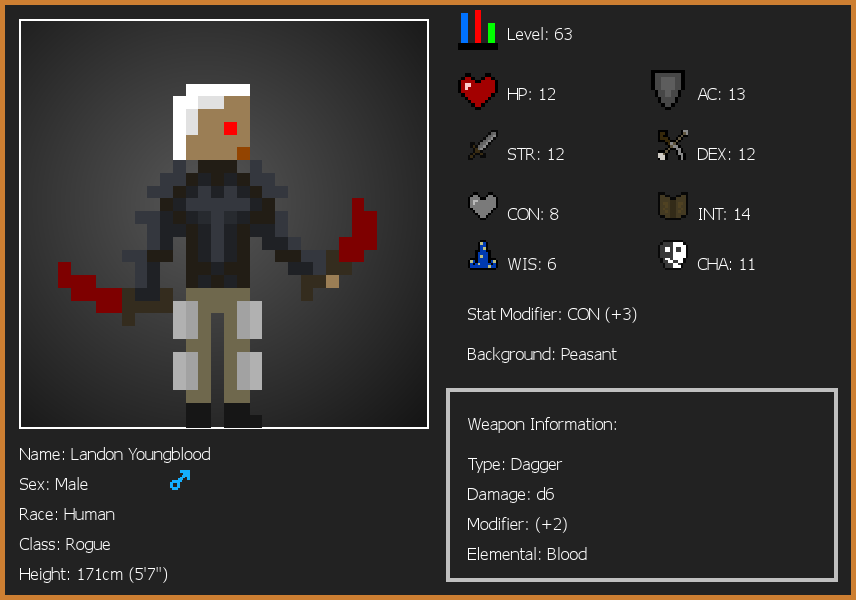 Level: 63
HP: 12
AC: 13
STR: 12
DEX: 12
CON: 8
INT: 14
WIS: 6
CHA: 11
Stat Modifier: CON (+3)
Background: Peasant
Weapon Information:
Type: Dagger
Damage: d6
Modifier: (+2)
Elemental: Blood
Name: Landon Youngblood
Sex: Male
Race: Human
Class: Rogue
Height: 171cm (5'7")